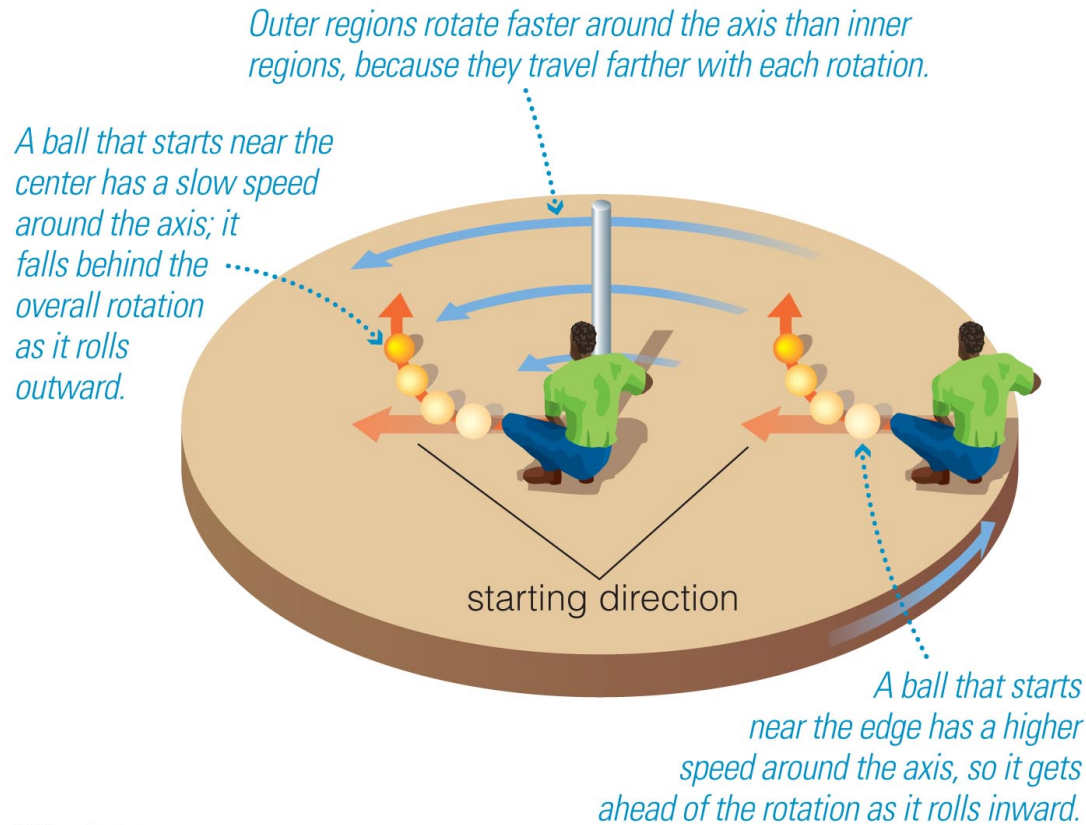 Outer regions rotate faster around the axis than inner
regions, because they travel farther with each rotation.
A ball that starts near the
center has a slow speed
around the axis; it
falls behind the
overall rotation
as it rolls
outward.
starting direction
A ball that starts
near the edge has a higher
speed around the axis, so it gets
ahead of the rotation as it rolls inward.